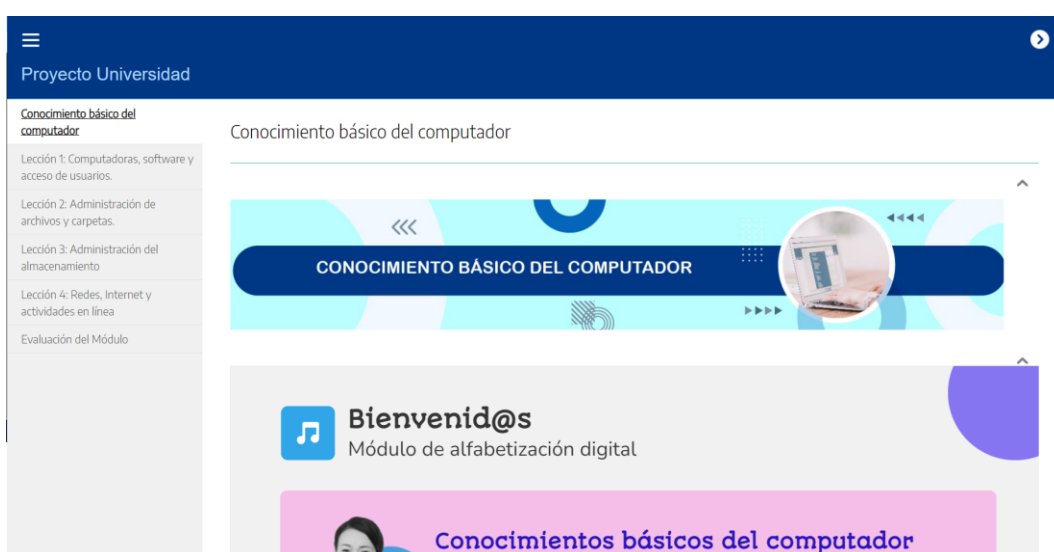 Proyecto Universidad
Conocimiento básico del
computador
Lección 1: Computadoras, software y
acceso de usuarios.
Lección 2: Administración de
archivos y carpetas.
Lección 3: Administración del
almacenamiento
Lección 4: Redes, Internet y
actividades en línea
Evaluación del Módulo
Conocimiento básico del computador
CONOCIMIENTO BÁSICO DEL COMPUTADOR
Bienvenid@s
Módulo de alfabetización digital
Conocimientos básicos del computador